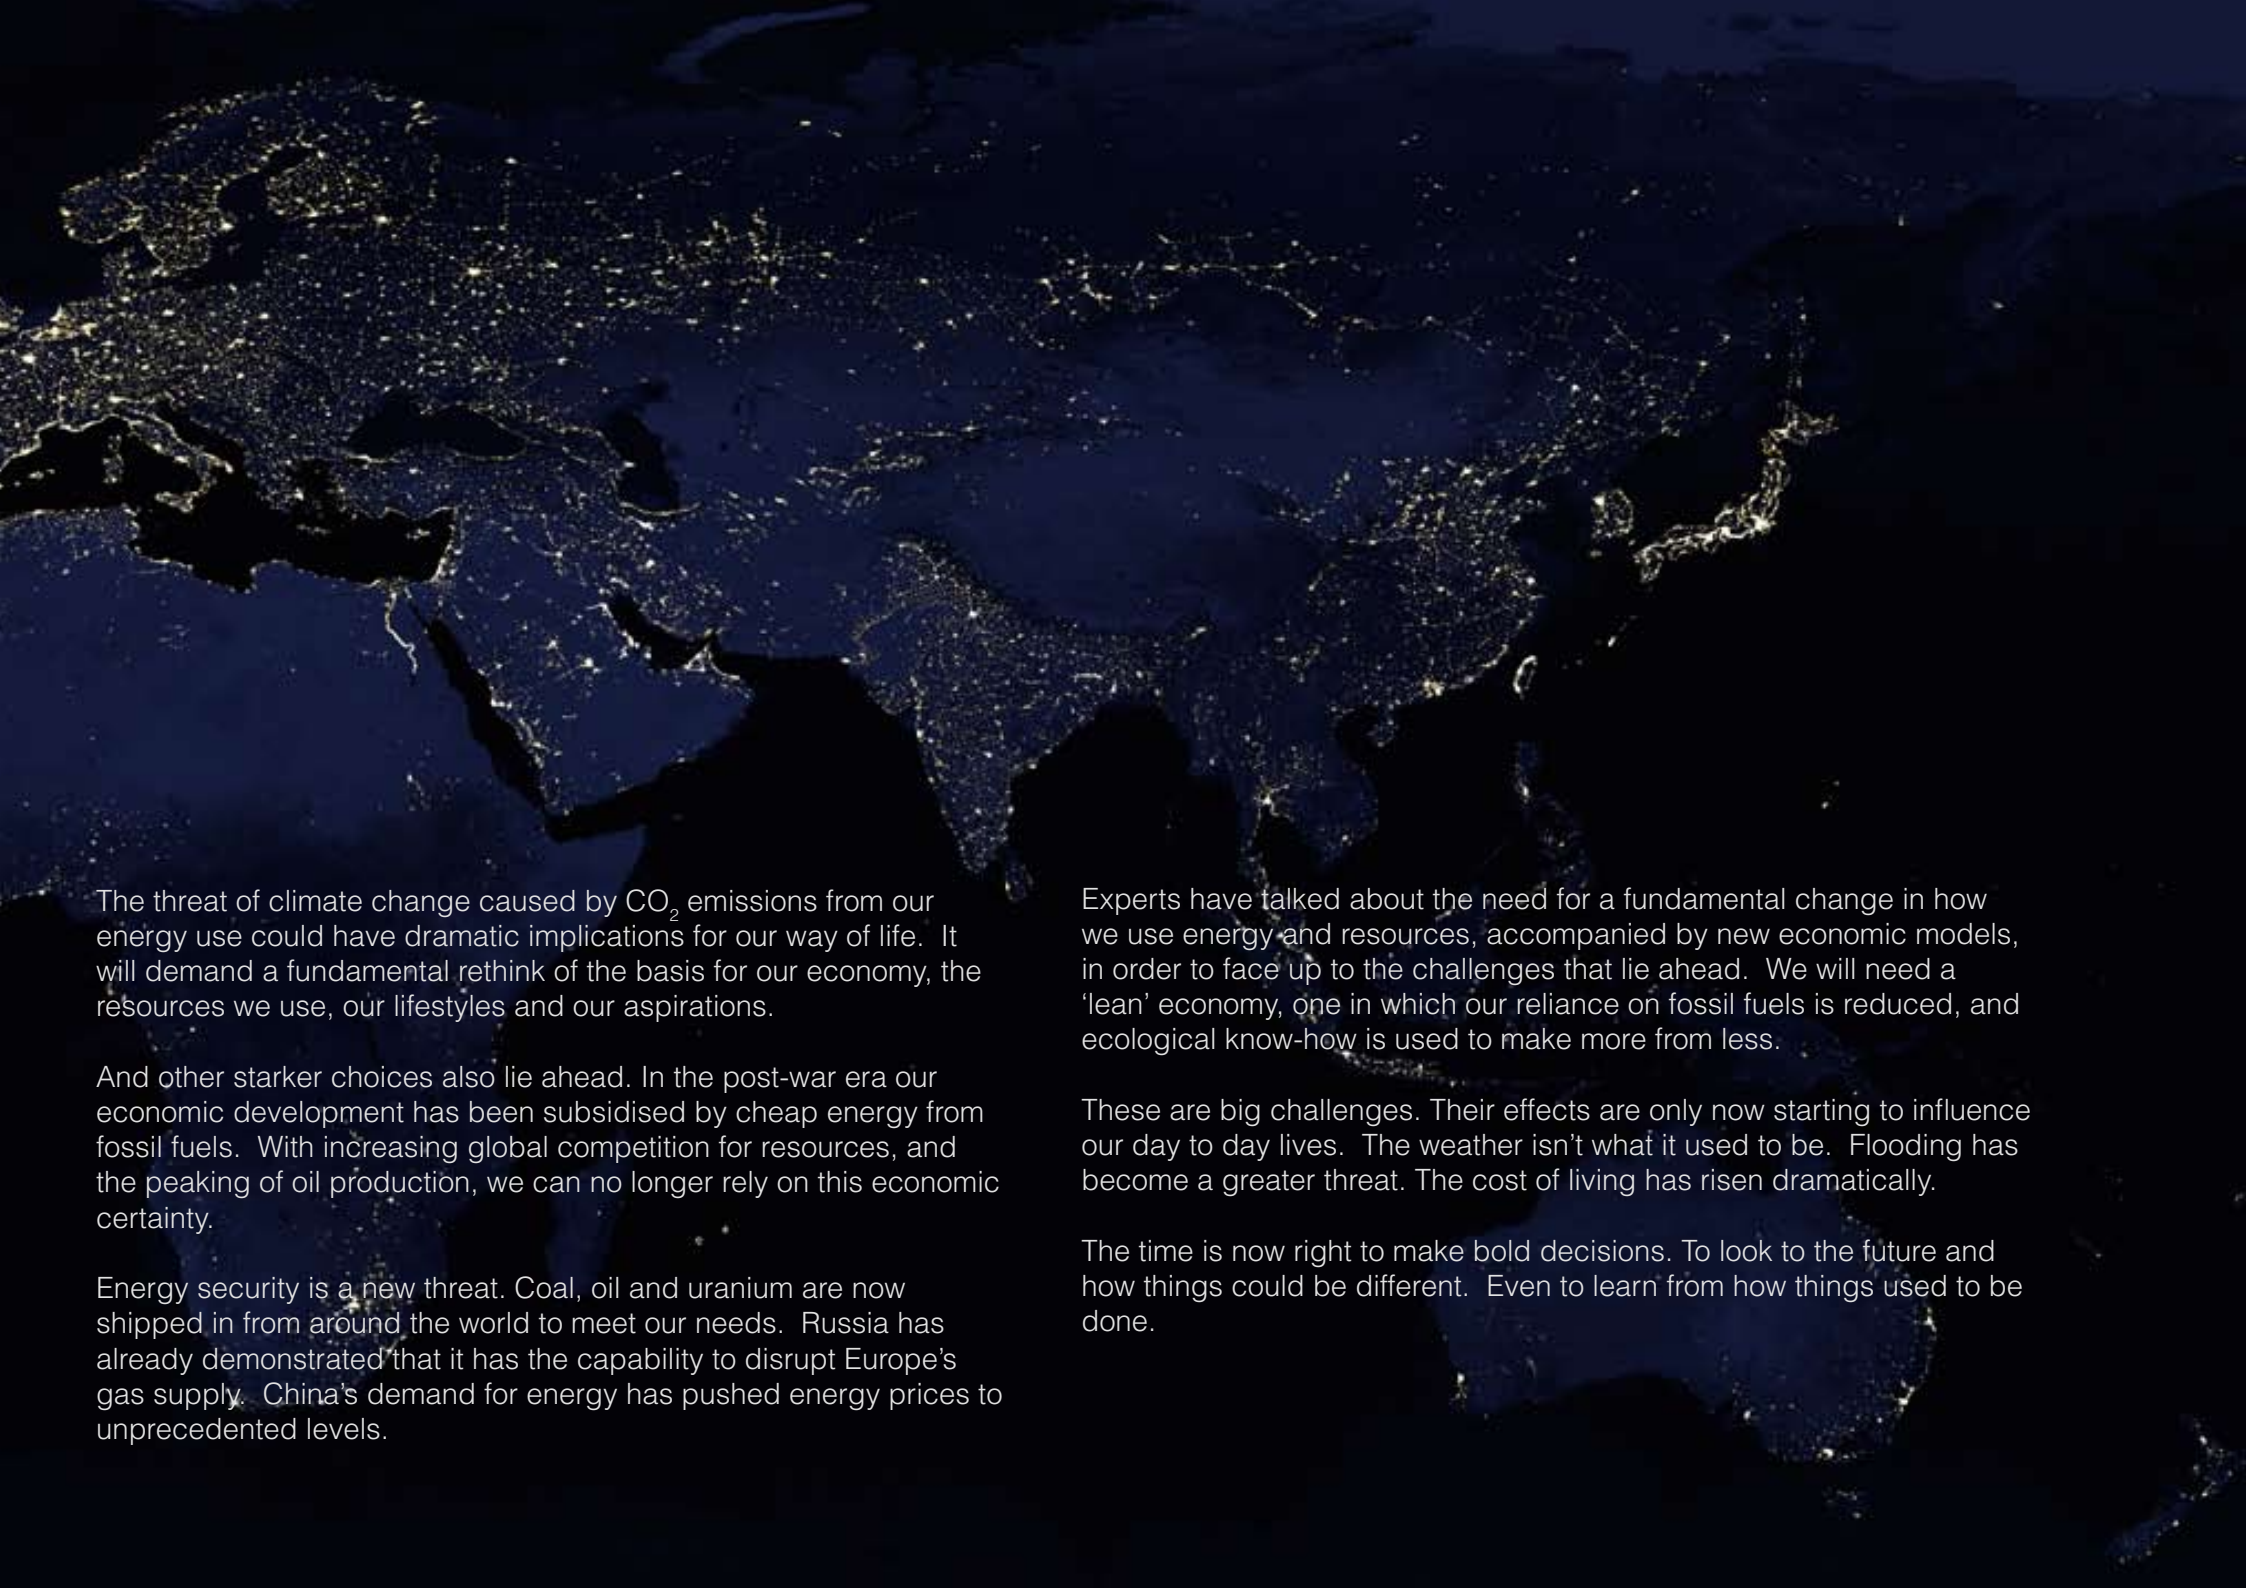 The threat of climate change caused by CO₂ emissions from our
energy use could have dramatic implications for our way of life.  It
will demand a fundamental rethink of the basis for our economy, the
resources we use, our lifestyles and our aspirations.
And other starker choices also lie ahead. In the post-war era our
economic development has been subsidised by cheap energy from
fossil fuels.  With increasing global competition for resources, and
the peaking of oil production, we can no longer rely on this economic
certainty.
Energy security is a new threat. Coal, oil and uranium are now
shipped in from around the world to meet our needs.  Russia has
already demonstrated that it has the capability to disrupt Europe’s
gas supply.  China’s demand for energy has pushed energy prices to
unprecedented levels.
Experts have talked about the need for a fundamental change in how
we use energy and resources, accompanied by new economic models,
in order to face up to the challenges that lie ahead.  We will need a
‘lean’ economy, one in which our reliance on fossil fuels is reduced, and
ecological know-how is used to make more from less.
These are big challenges. Their effects are only now starting to influence
our day to day lives.  The weather isn’t what it used to be.  Flooding has
become a greater threat. The cost of living has risen dramatically.
The time is now right to make bold decisions. To look to the future and
how things could be different.  Even to learn from how things used to be
done.